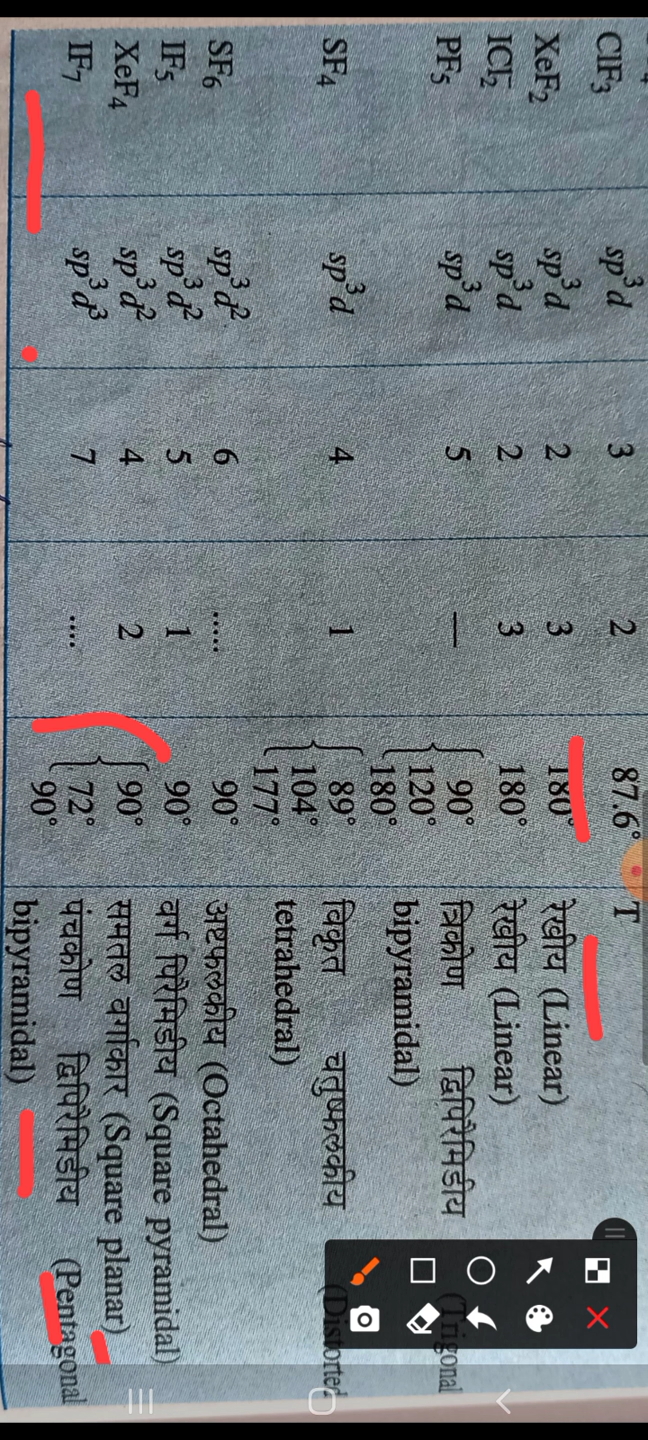 ClF₃ sp³d 3 2 87.6° T
XeF₂ sp³d 2 3 180° रेखीय (Linear)
ICl₂⁻ sp³d 2 3 180° रेखीय (Linear)
PF₅ sp³d 5 — 90° त्रिकोण द्विपिरैमिडीय (Trigonal
120° bipyramidal)
180°
SF₄ sp³d 4 1 89° विकृत चतुष्फलकीय (Distorted
104° tetrahedral)
177°
SF₆ sp³d² 6 ..... 90° अष्टफलकीय (Octahedral)
IF₅ sp³d² 5 1 90° वर्ग पिरैमिडीय (Square pyramidal)
XeF₄ sp³d² 4 2 90° समतल वर्गाकार (Square planar)
IF₇ sp³d³ 7 .... 72° पंचकोण द्विपिरैमिडीय (Pentagonal
90° bipyramidal)